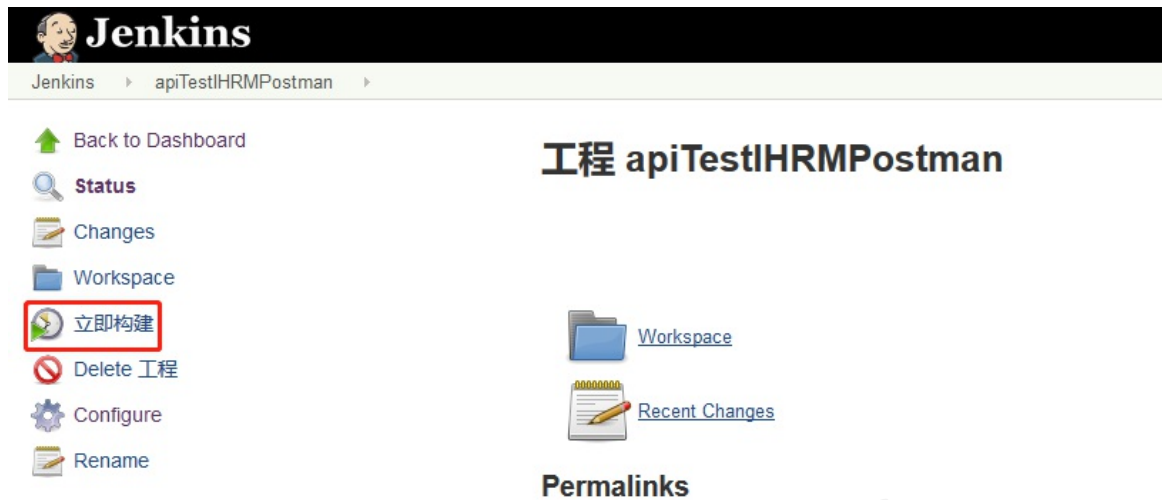 Jenkins
Jenkins apiTestIHRMPostman
Back to Dashboard
Status
Changes
Workspace
立即构建
Delete 工程
Configure
Rename
工程 apiTestIHRMPostman
Workspace
Recent Changes
Permalinks